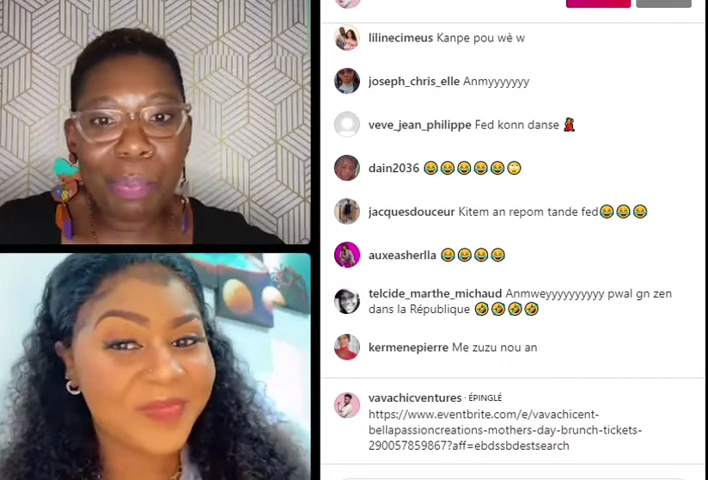 lilinecimeus Kanpe pou wè w
joseph_chris_elle Anmyyyyyyy
veve_jean_philippe Fed konn danse 💃
dain2036 😂😂😂😂😂🙄
jacquesdouceur Kitem an repom tande fed😂😂😂
auxeasherlla 😂😂😂😂
telcide_marthe_michaud Anmweyyyyyyyyyy pwal gn zen
dans la République 🤣🤣🤣🤣
kermenepierre Me zuzu nou an
vavachicventures · ÉPINGLÉ
https://www.eventbrite.com/e/vavachicent-
bellapassioncreations-mothers-day-brunch-tickets-
290057859867?aff=ebdssbdestsearch